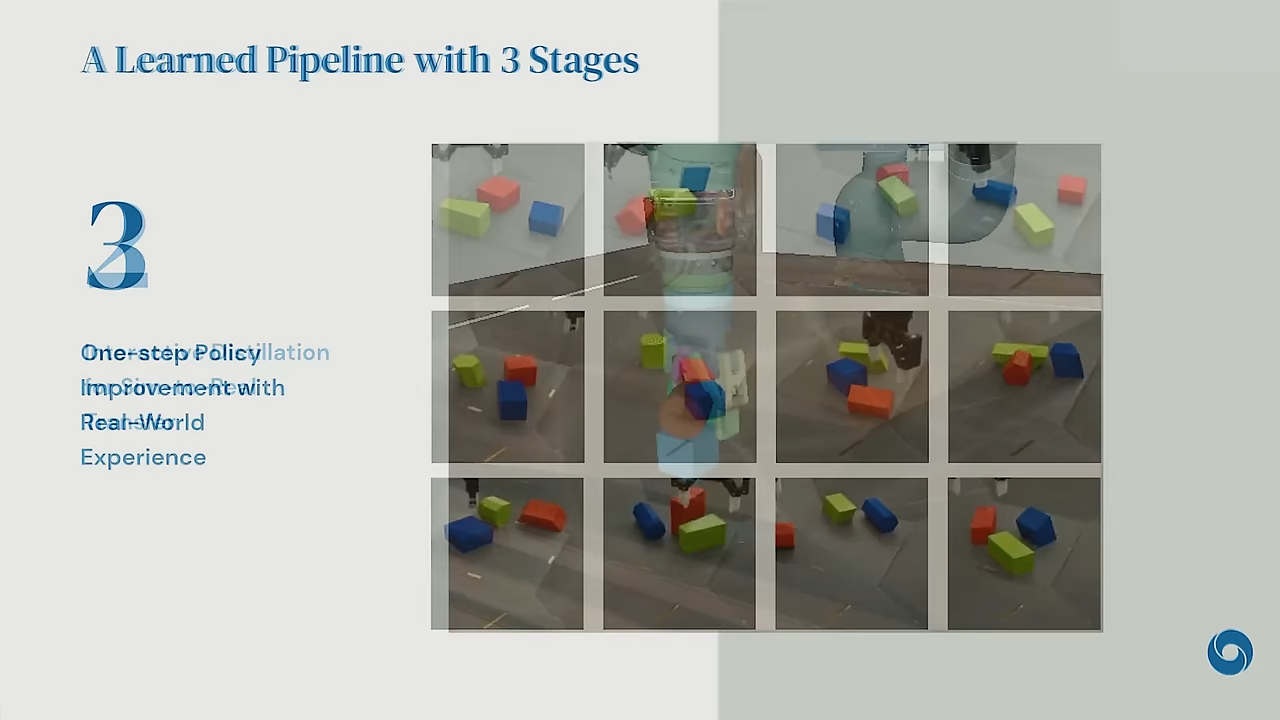 A Learned Pipeline with 3 Stages
3
One-step Policy
Improvement with
Real-World
Experience